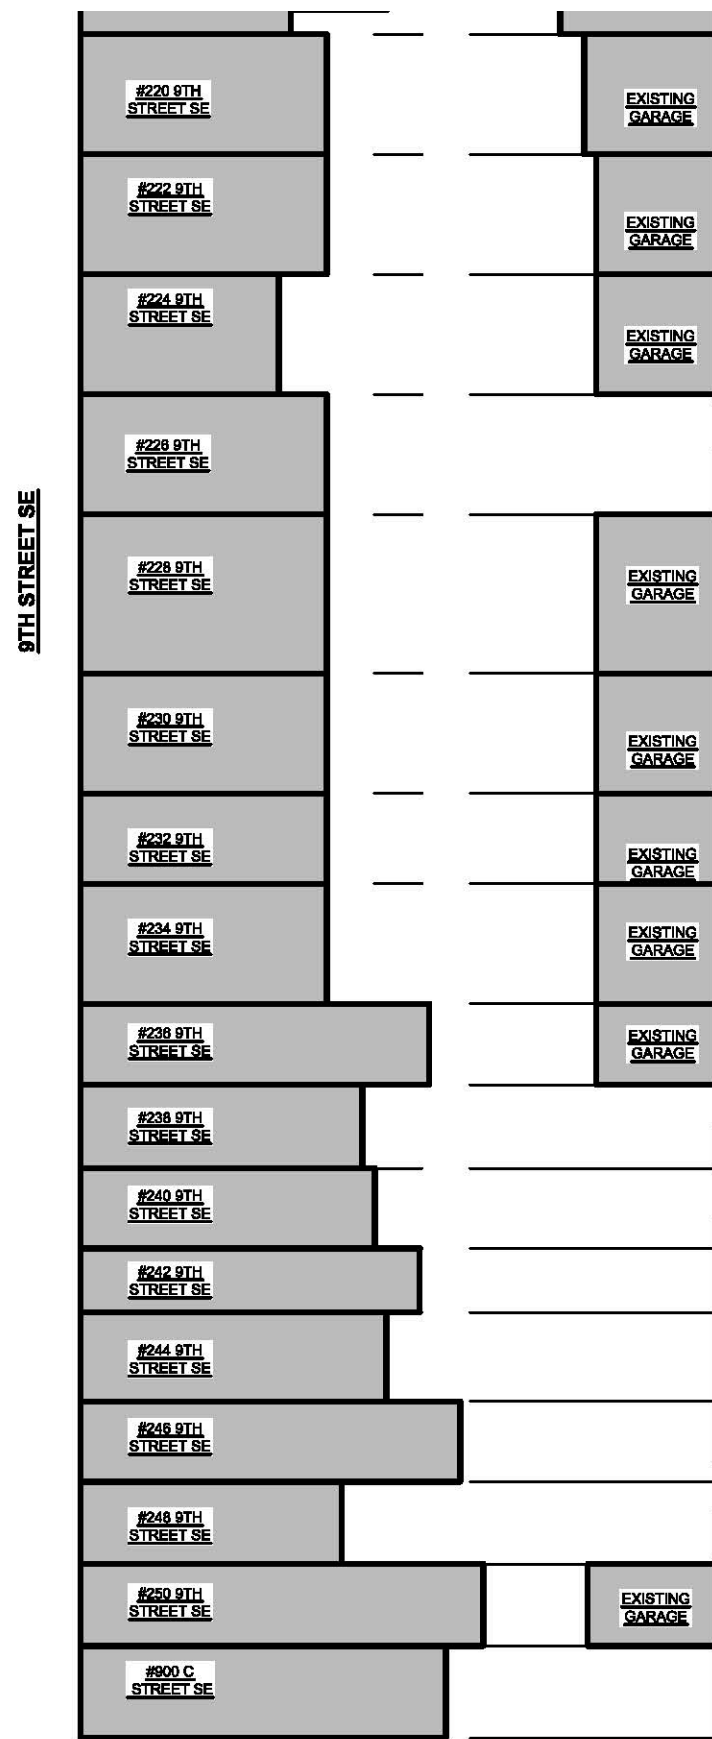 #220 9TH
STREET SE
EXISTING
GARAGE
#222 9TH
STREET SE
EXISTING
GARAGE
#224 9TH
STREET SE
EXISTING
GARAGE
#226 9TH
STREET SE
9TH STREET SE
#228 9TH
STREET SE
EXISTING
GARAGE
#230 9TH
STREET SE
EXISTING
GARAGE
#232 9TH
STREET SE
EXISTING
GARAGE
#234 9TH
STREET SE
EXISTING
GARAGE
#236 9TH
STREET SE
EXISTING
GARAGE
#238 9TH
STREET SE
#240 9TH
STREET SE
#242 9TH
STREET SE
#244 9TH
STREET SE
#246 9TH
STREET SE
#248 9TH
STREET SE
#250 9TH
STREET SE
EXISTING
GARAGE
#900 C
STREET SE